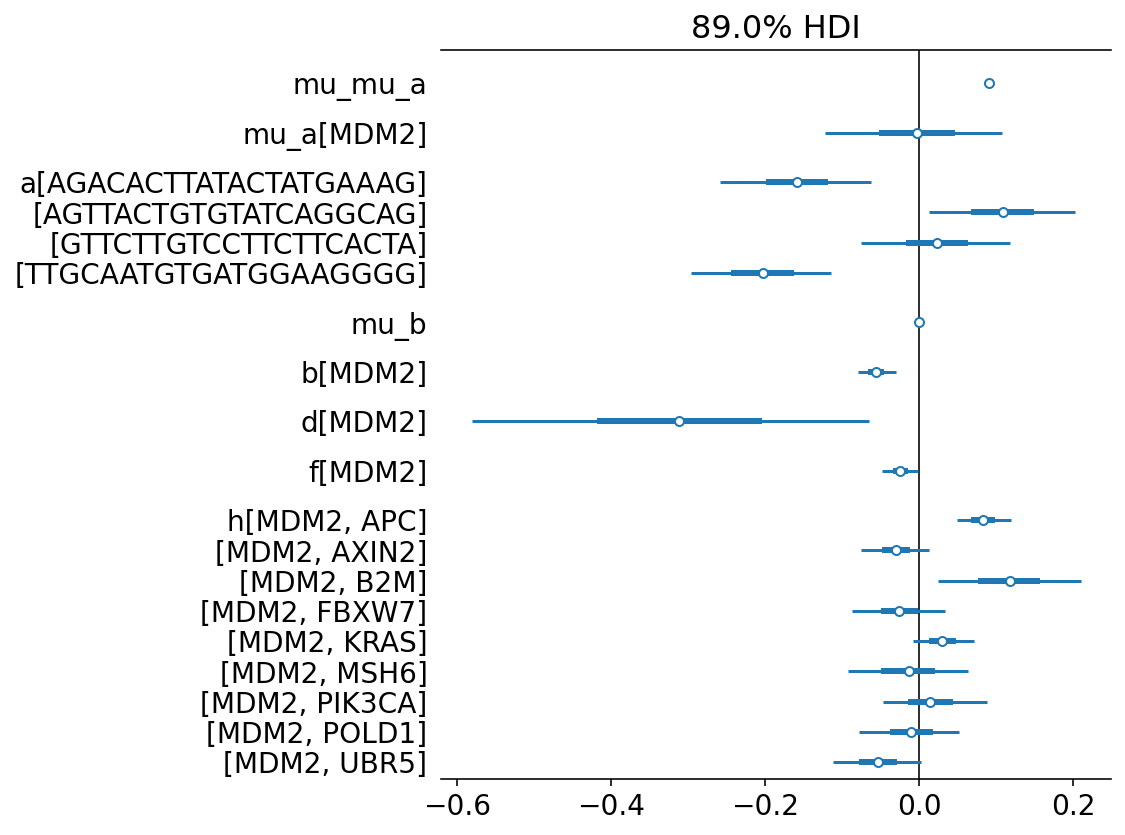 89.0% HDI
mu_mu_a
mu_a[MDM2]
a[AGACACTTATACTATGAAAG]
[AGTTACTGTGTATCAGGCAG]
[GTTCTTGTCCTTCTTCACTA]
[TTGCAATGTGATGGAAGGGG]
mu_b
b[MDM2]
d[MDM2]
f[MDM2]
h[MDM2, APC]
[MDM2, AXIN2]
[MDM2, B2M]
[MDM2, FBXW7]
[MDM2, KRAS]
[MDM2, MSH6]
[MDM2, PIK3CA]
[MDM2, POLD1]
[MDM2, UBR5]
−0.6 −0.4 −0.2 0.0 0.2